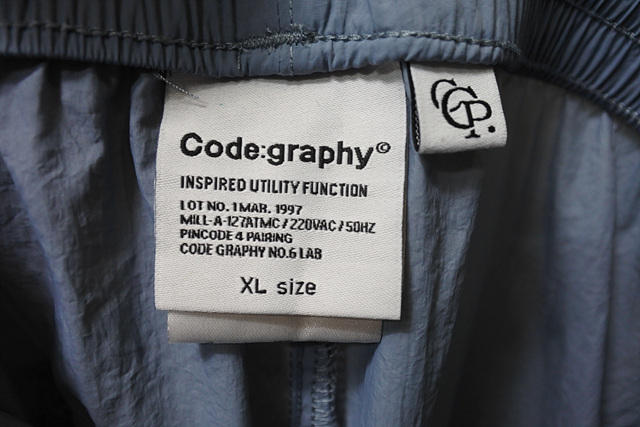 Code:graphy©
INSPIRED UTILITY FUNCTION
LOT NO. 1 MAR. 1997
MILL-A-127ATMC / 220VAC / 50HZ
PINCODE 4 PAIRING
CODE GRAPHY NO.6 LAB
XL size
CGP.